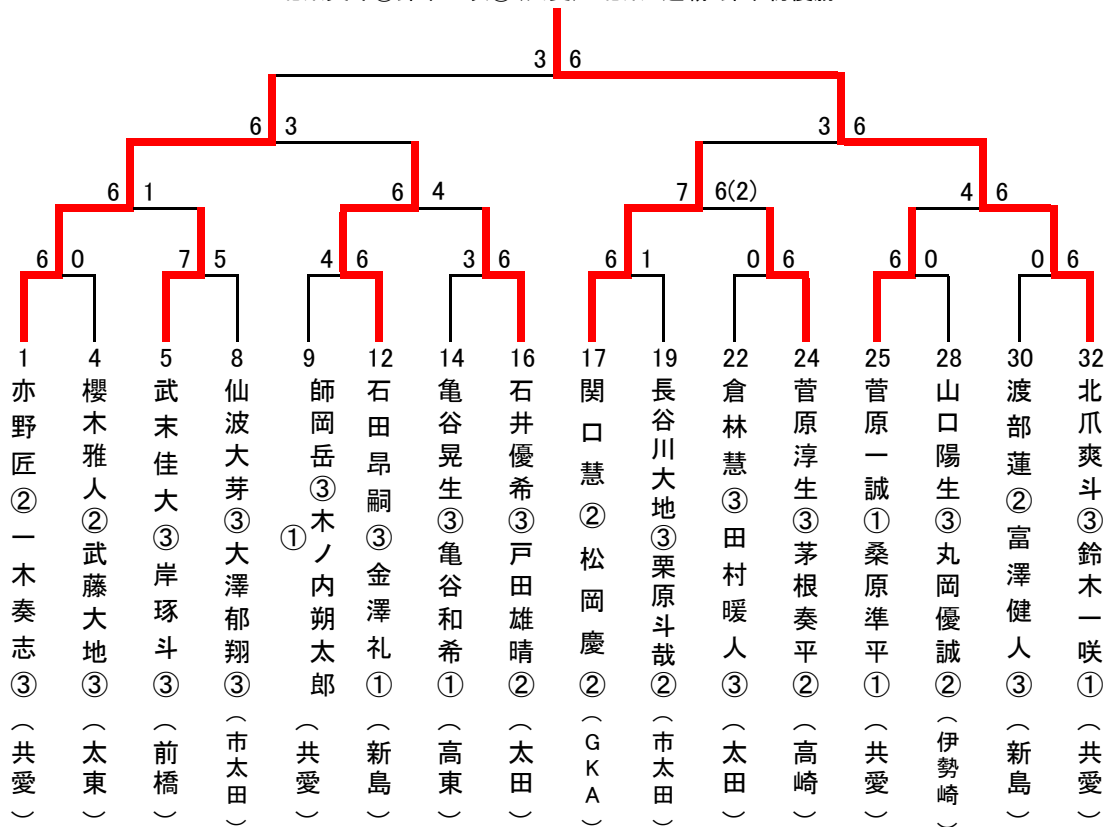 3 6
6 3 3 6
6 1 6 4 7 6(2) 4 6
6 0 7 5 4 6 3 6 6 1 0 6 6 0 0 6
1 4 5 8 9 12 14 16 17 19 22 24 25 28 30 32
亦野匠②一木奏志③(共愛)
櫻木雅人②武藤大地③(太東)
武末佳大③岸琢斗③(前橋)
仙波大芽③大澤郁翔③(市太田)
師岡岳③木ノ内朔太郎①(共愛)
石田昂嗣③金澤礼①(新島)
亀谷晃生③亀谷和希①(高東)
石井優希③戸田雄晴②(太田)
関口慧②松岡慶②(GKA)
長谷川大地③栗原斗哉②(市太田)
倉林慧③田村暖人③(太田)
菅原淳生③茅根奏平②(高崎)
菅原一誠①桑原準平①(共愛)
山口陽生③丸岡優誠②(伊勢崎)
渡部蓮②富澤健人③(新島)
北爪爽斗③鈴木一咲①(共愛)